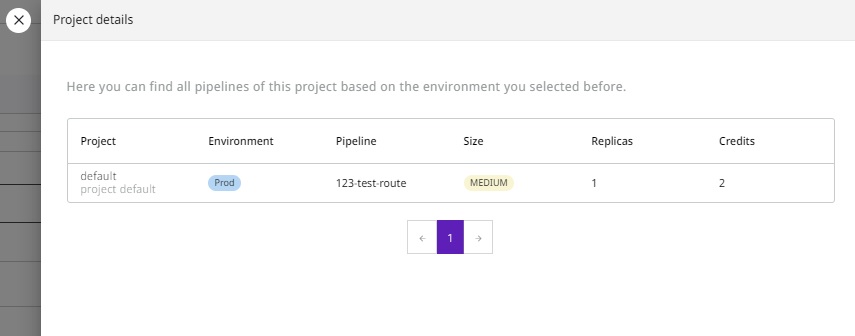 Project details
Here you can find all pipelines of this project based on the environment you selected before.
Project Environment Pipeline Size Replicas Credits
default Prod 123-test-route MEDIUM 1 2
project default
← 1 →